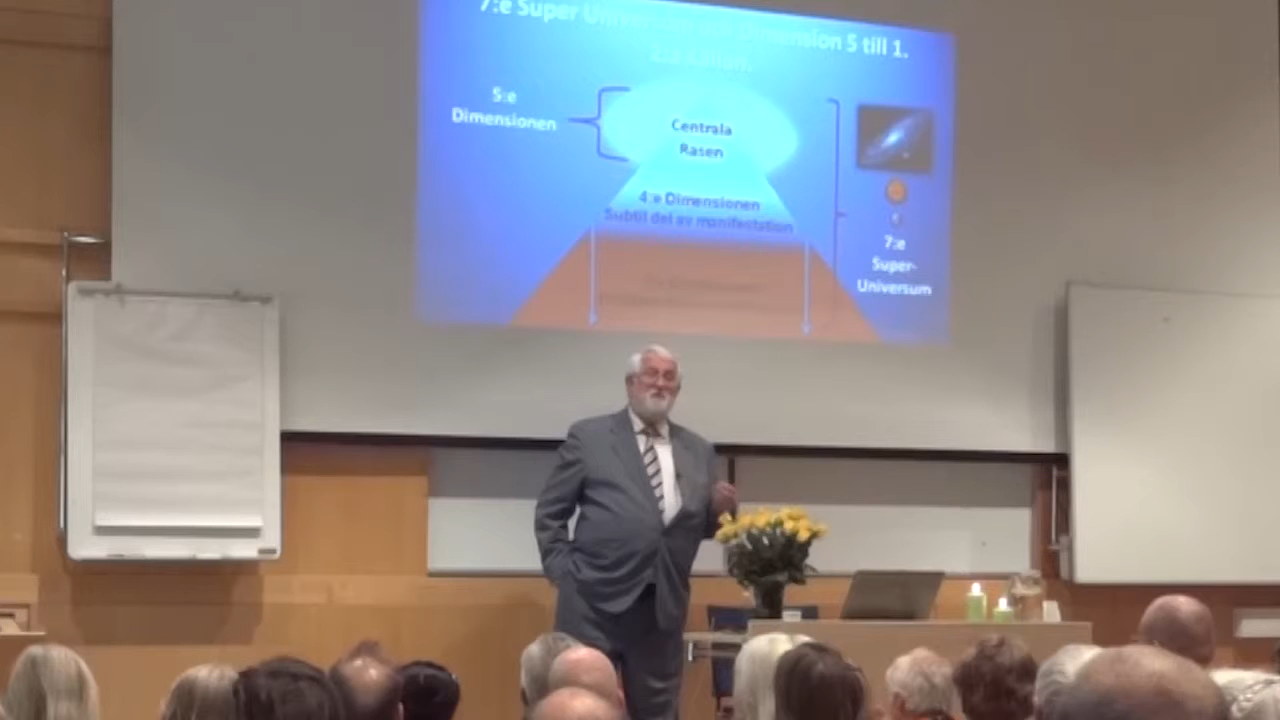 7:e Super Dimension 5 till 1.
5:e
Dimensionen
Centrala
Rasen
4:e Dimensionen
Subtil del av manifestation
7:e
Super-
Universum